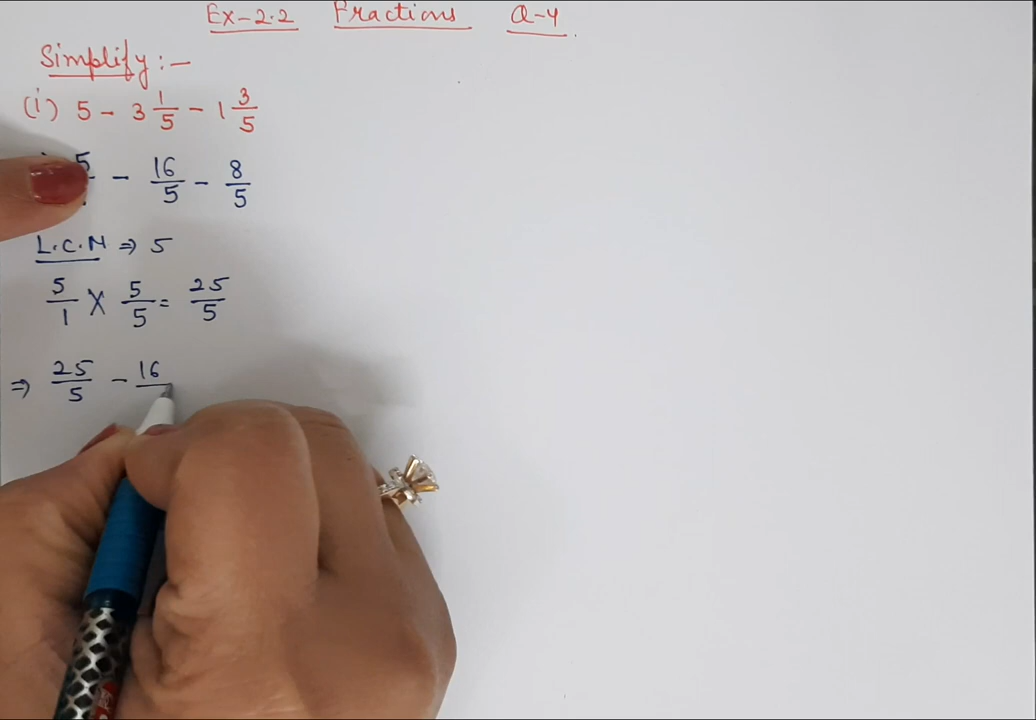 Ex-2.2 Fractions Q-4.
Simplify :-
(i) 5 - 3 1/5 - 1 3/5
5 - 16/5 - 8/5
L.C.M ⇒ 5
5/1 X 5/5 = 25/5
⇒ 25/5 - 16